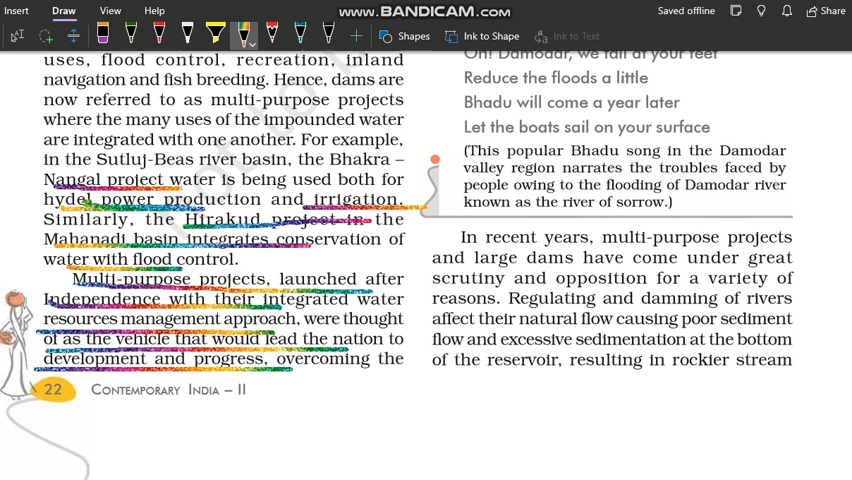 Insert Draw View Help
WWW.BANDICAM.COM
Saved offline
Share
Shapes Ink to Shape Ink to Text
uses, flood control, recreation, inland
navigation and fish breeding. Hence, dams are
now referred to as multi-purpose projects
where the many uses of the impounded water
are integrated with one another. For example,
in the Sutluj-Beas river basin, the Bhakra –
Nangal project water is being used both for
hydel power production and irrigation.
Similarly, the Hirakud project in the
Mahanadi basin integrates conservation of
water with flood control.
Multi-purpose projects, launched after
Independence with their integrated water
resources management approach, were thought
of as the vehicle that would lead the nation to
development and progress, overcoming the
22 CONTEMPORARY INDIA – II
Oh! Damodar, we fall at your feet
Reduce the floods a little
Bhadu will come a year later
Let the boats sail on your surface
(This popular Bhadu song in the Damodar
valley region narrates the troubles faced by
people owing to the flooding of Damodar river
known as the river of sorrow.)
In recent years, multi-purpose projects
and large dams have come under great
scrutiny and opposition for a variety of
reasons. Regulating and damming of rivers
affect their natural flow causing poor sediment
flow and excessive sedimentation at the bottom
of the reservoir, resulting in rockier stream